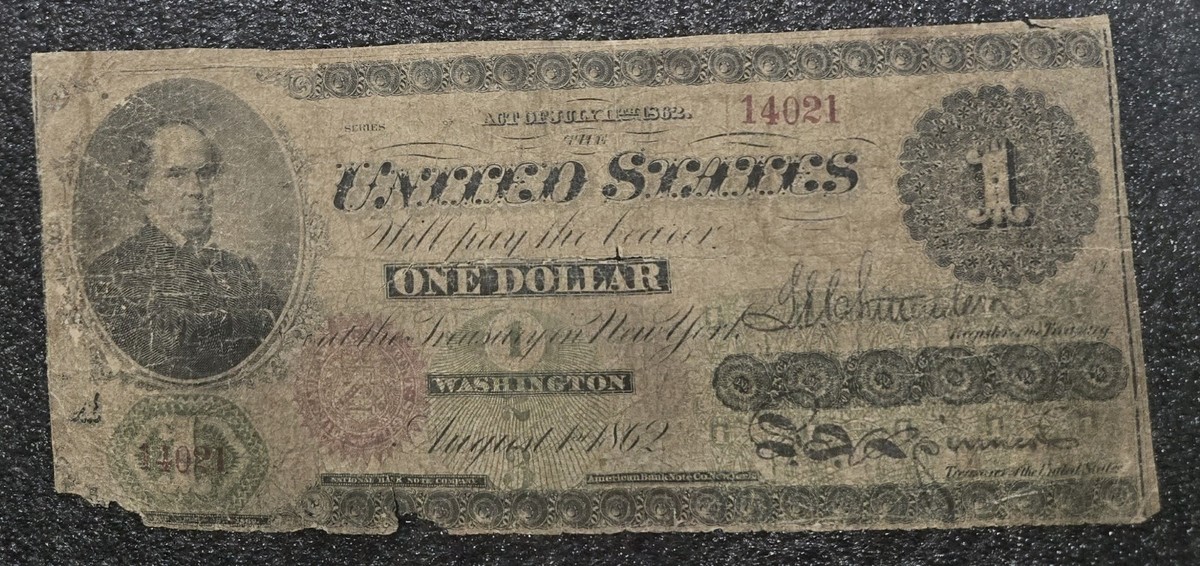 ACT OF JULY 11TH 1862. 14021
SERIES
THE
UNITED STATES
1
Will pay the bearer
ONE DOLLAR
at the Treasury in New York
Register of the Treasury.
1
WASHINGTON
August 1st 1862
14021
NATIONAL BANK NOTE COMPANY
American Bank Note Co. New York
Treasurer of the United States